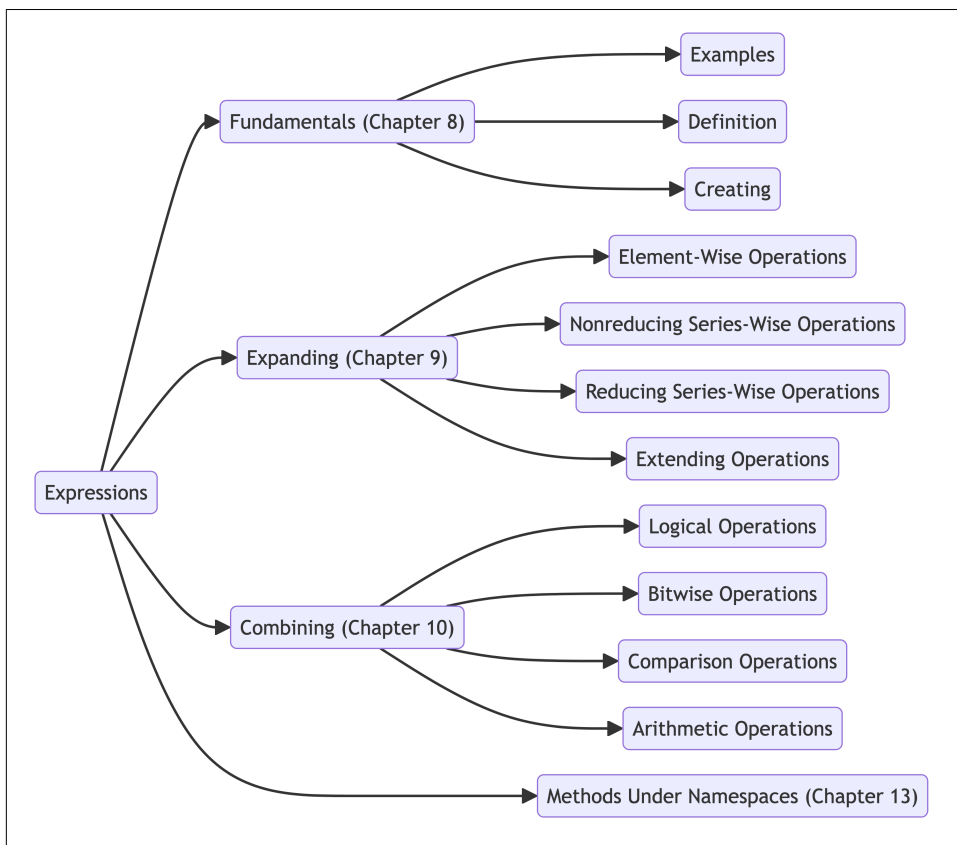 Examples
Fundamentals (Chapter 8)
Definition
Creating
Element-Wise Operations
Nonreducing Series-Wise Operations
Expanding (Chapter 9)
Reducing Series-Wise Operations
Extending Operations
Expressions
Logical Operations
Bitwise Operations
Combining (Chapter 10)
Comparison Operations
Arithmetic Operations
Methods Under Namespaces (Chapter 13)